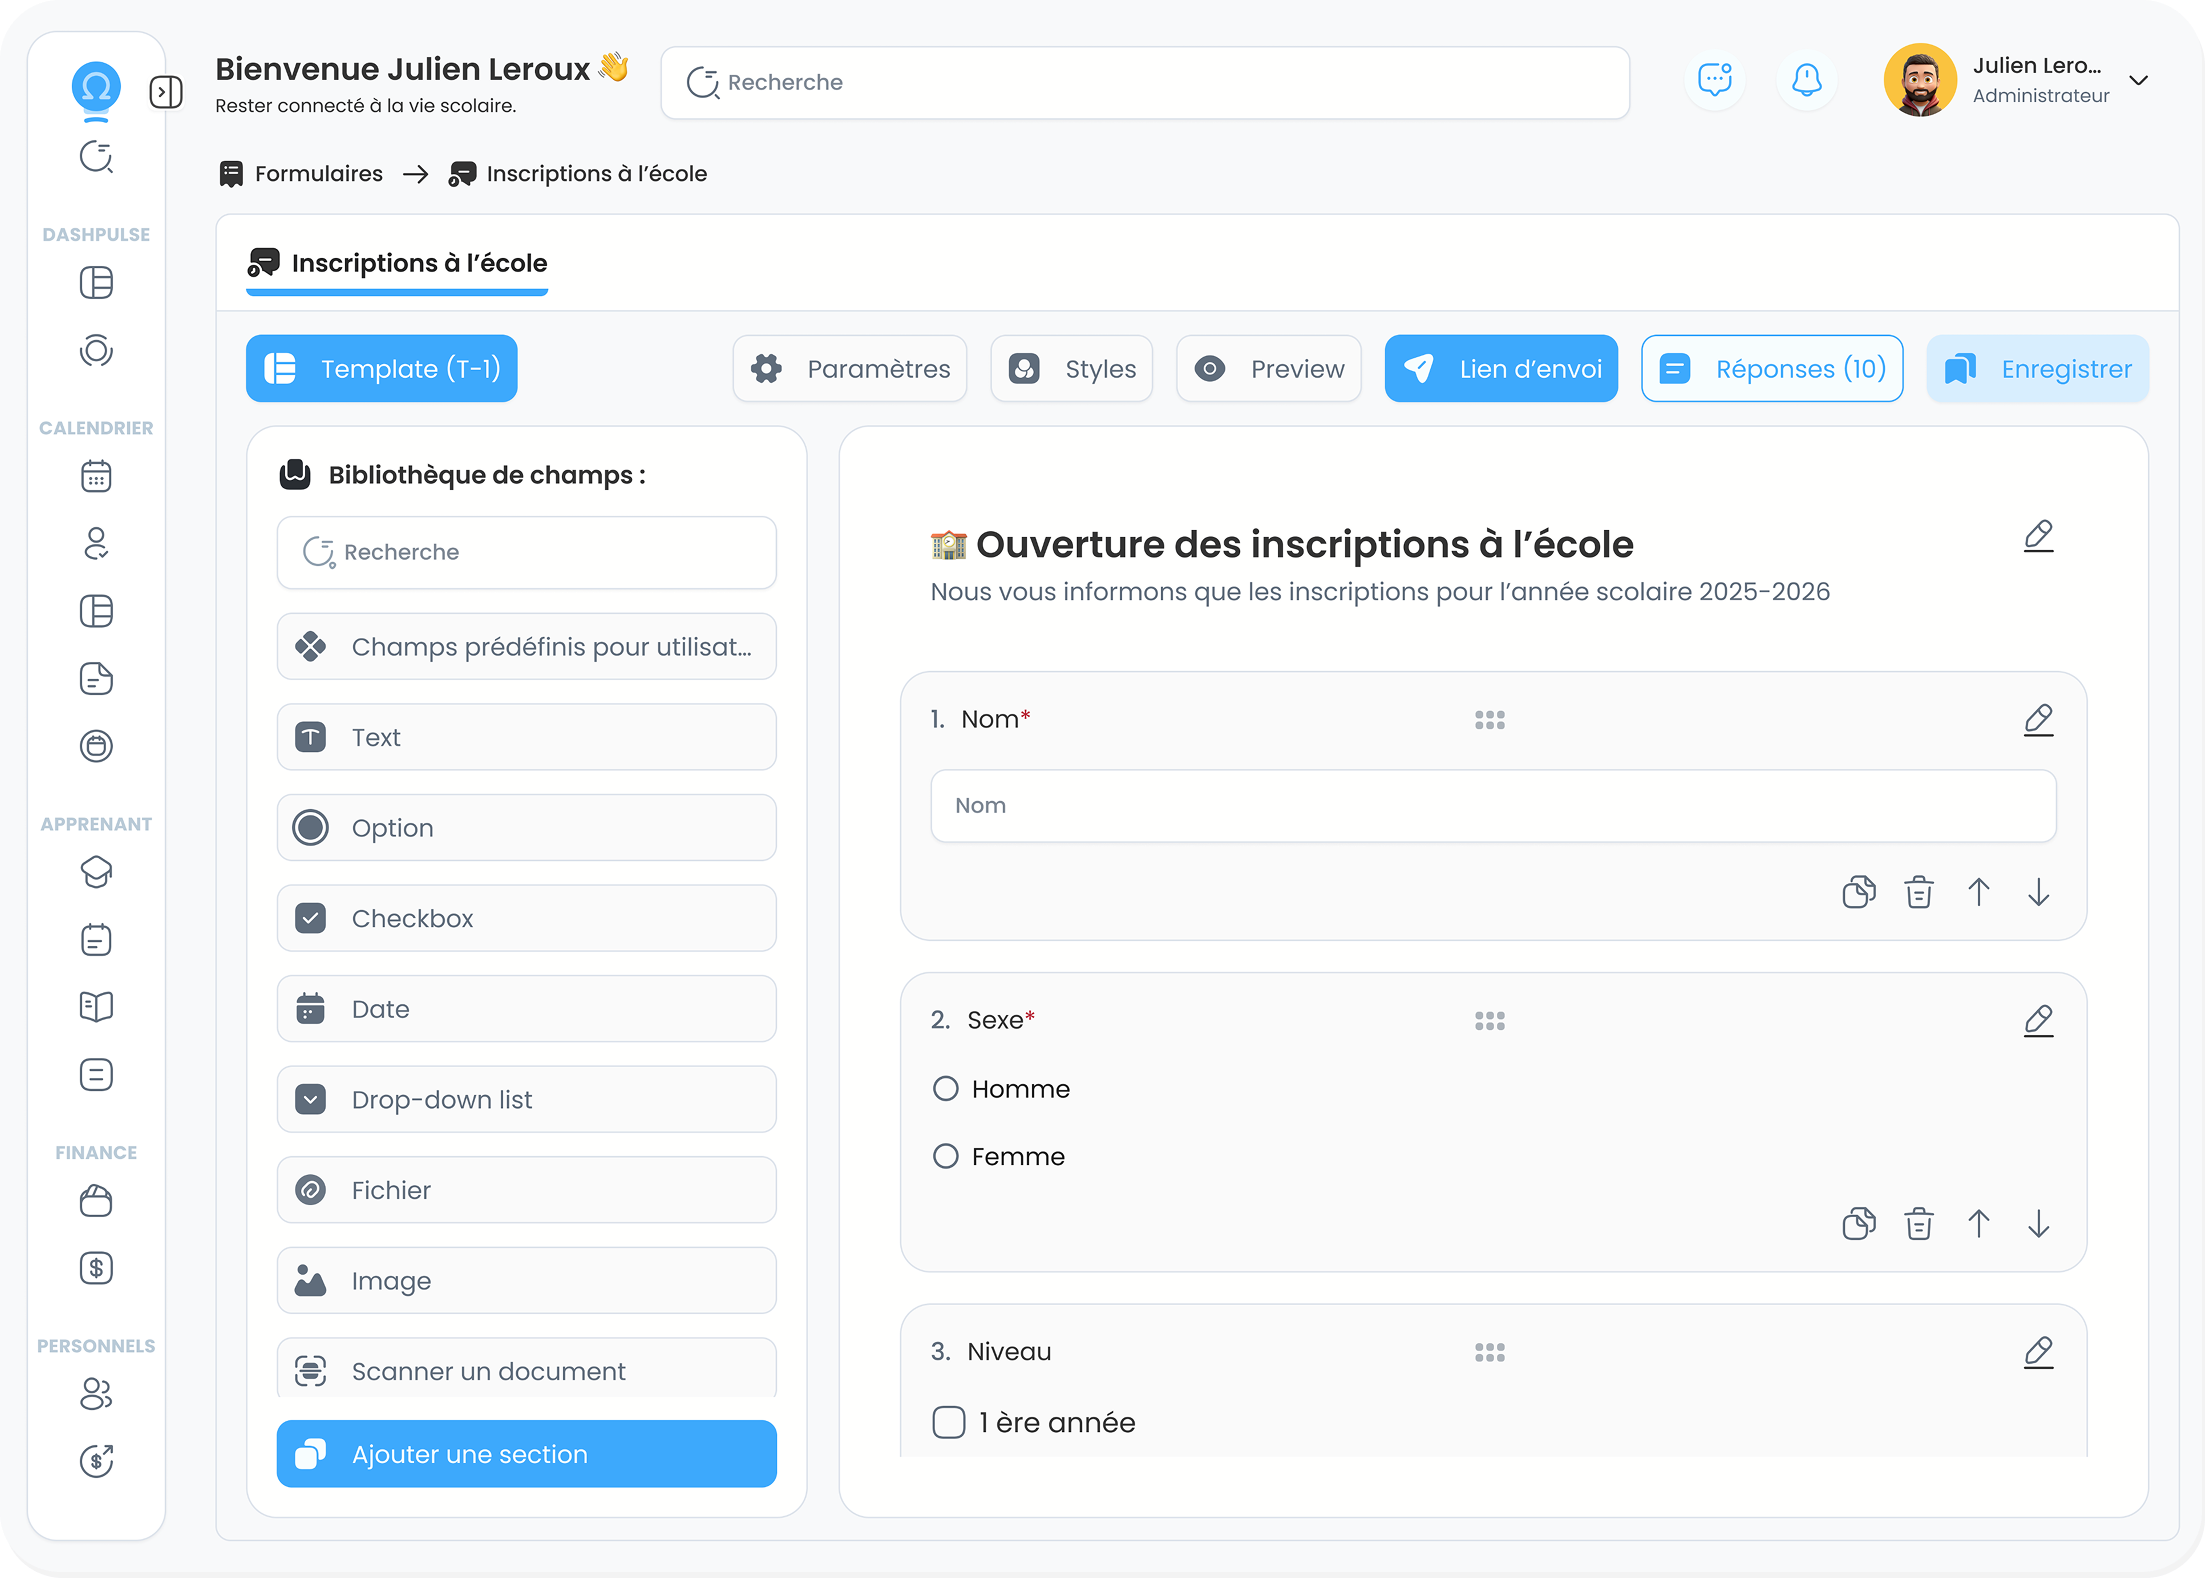 Bienvenue Julien Leroux 👋
Rester connecté à la vie scolaire.
Recherche
Julien Lero...
Administrateur
Formulaires → Inscriptions à l’école
DASHPULSE
CALENDRIER
APPRENANT
FINANCE
PERSONNELS
Inscriptions à l’école
Template (T-1)
Paramètres
Styles
Preview
Lien d’envoi
Réponses (10)
Enregistrer
Bibliothèque de champs :
Recherche
Champs prédéfinis pour utilisat...
Text
Option
Checkbox
Date
Drop-down list
Fichier
Image
Scanner un document
Ajouter une section
🏫 Ouverture des inscriptions à l’école
Nous vous informons que les inscriptions pour l’année scolaire 2025-2026
1. Nom*
Nom
2. Sexe*
Homme
Femme
3. Niveau
1 ère année